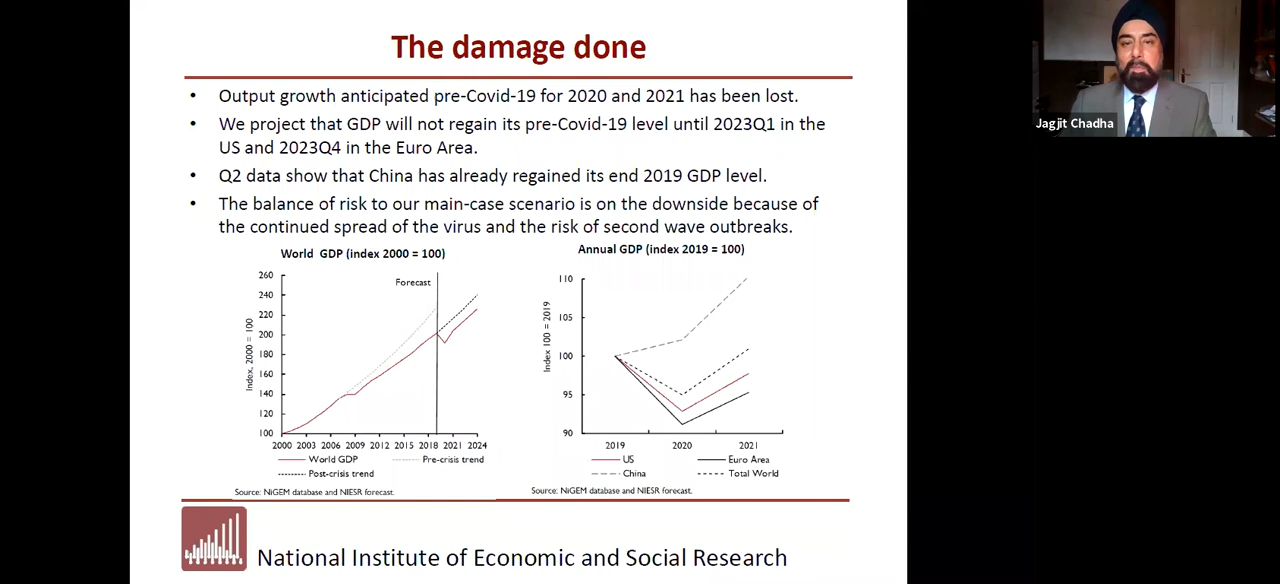 The damage done
• Output growth anticipated pre-Covid-19 for 2020 and 2021 has been lost.
• We project that GDP will not regain its pre-Covid-19 level until 2023Q1 in the
US and 2023Q4 in the Euro Area.
• Q2 data show that China has already regained its end 2019 GDP level.
• The balance of risk to our main-case scenario is on the downside because of
the continued spread of the virus and the risk of second wave outbreaks.
World GDP (index 2000 = 100)
Forecast
Index, 2000 = 100
260
240
220
200
180
160
140
120
100
2000 2003 2006 2009 2012 2015 2018 2021 2024
World GDP
Pre-crisis trend
Post-crisis trend
Source: NiGEM database and NIESR forecast.
Annual GDP (index 2019 = 100)
Index 100 = 2019
110
105
100
95
90
2019 2020 2021
US
Euro Area
China
Total World
Source: NiGEM database and NIESR forecast.
National Institute of Economic and Social Research
Jagjit Chadha